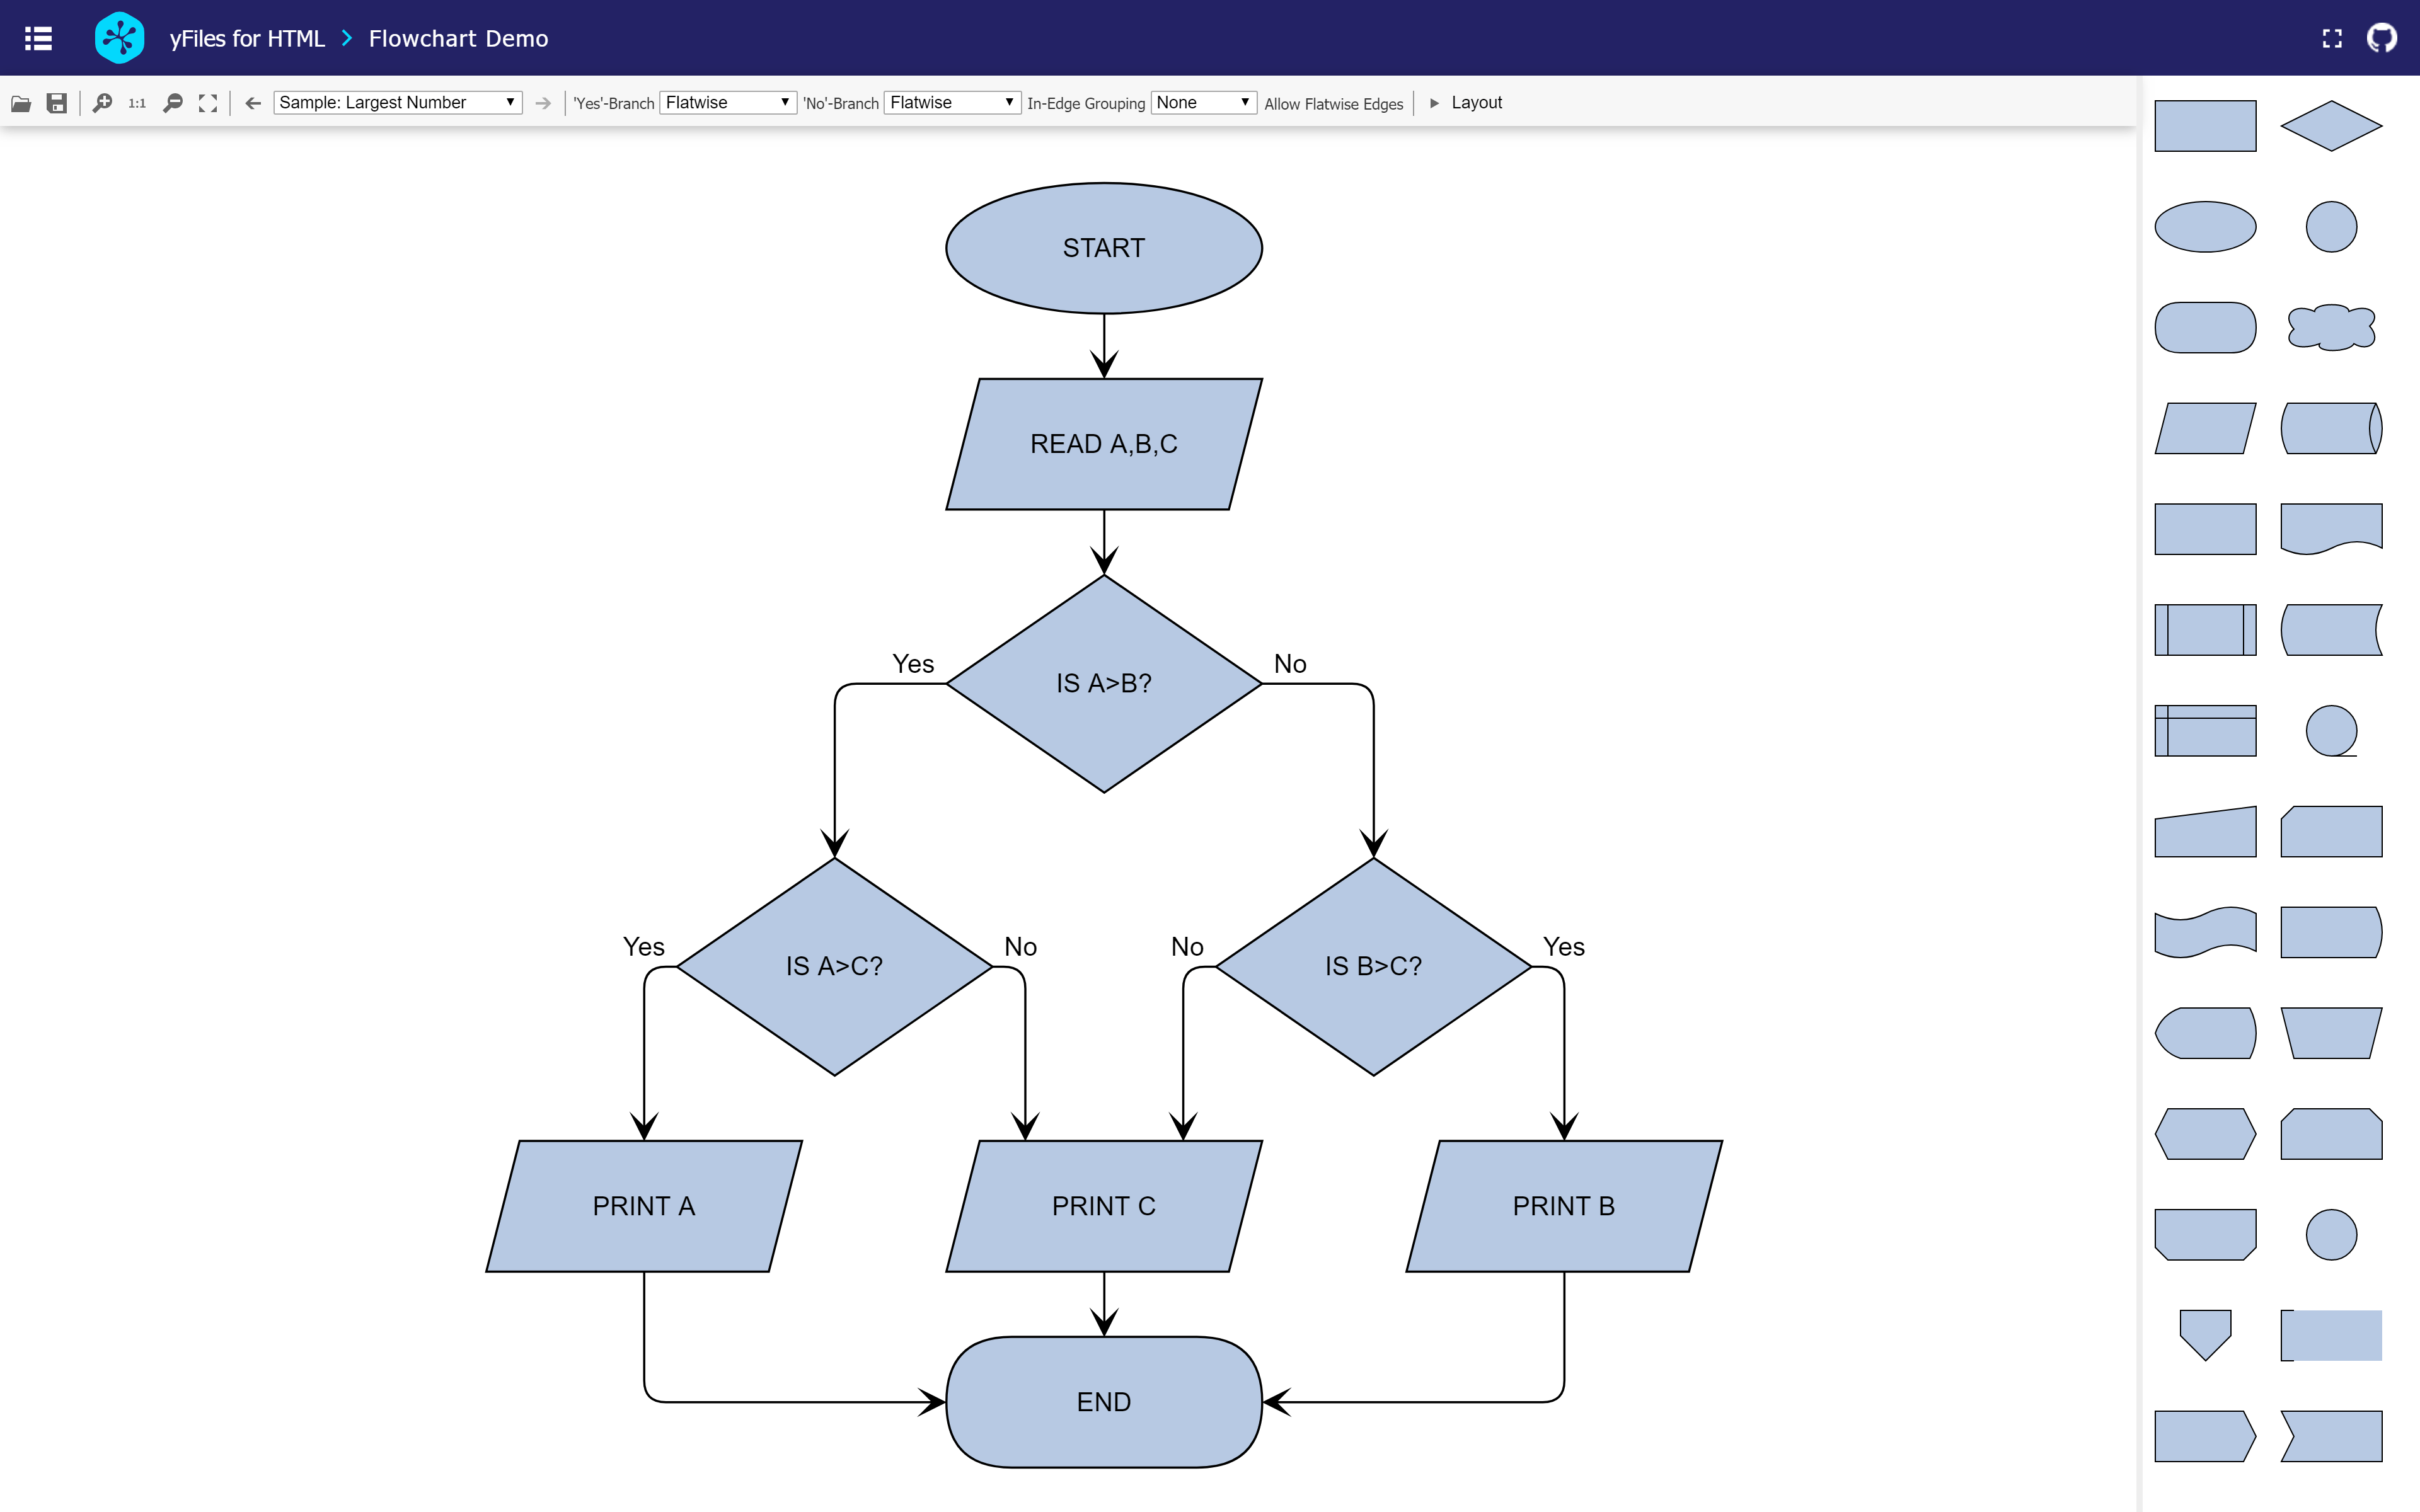 yFiles for HTML Flowchart Demo
1:1 Sample: Largest Number 'Yes'-Branch Flatwise 'No'-Branch Flatwise In-Edge Grouping None Allow Flatwise Edges Layout
START
READ A,B,C
Yes No
IS A>B?
Yes No No Yes
IS A>C? IS B>C?
PRINT A PRINT C PRINT B
END